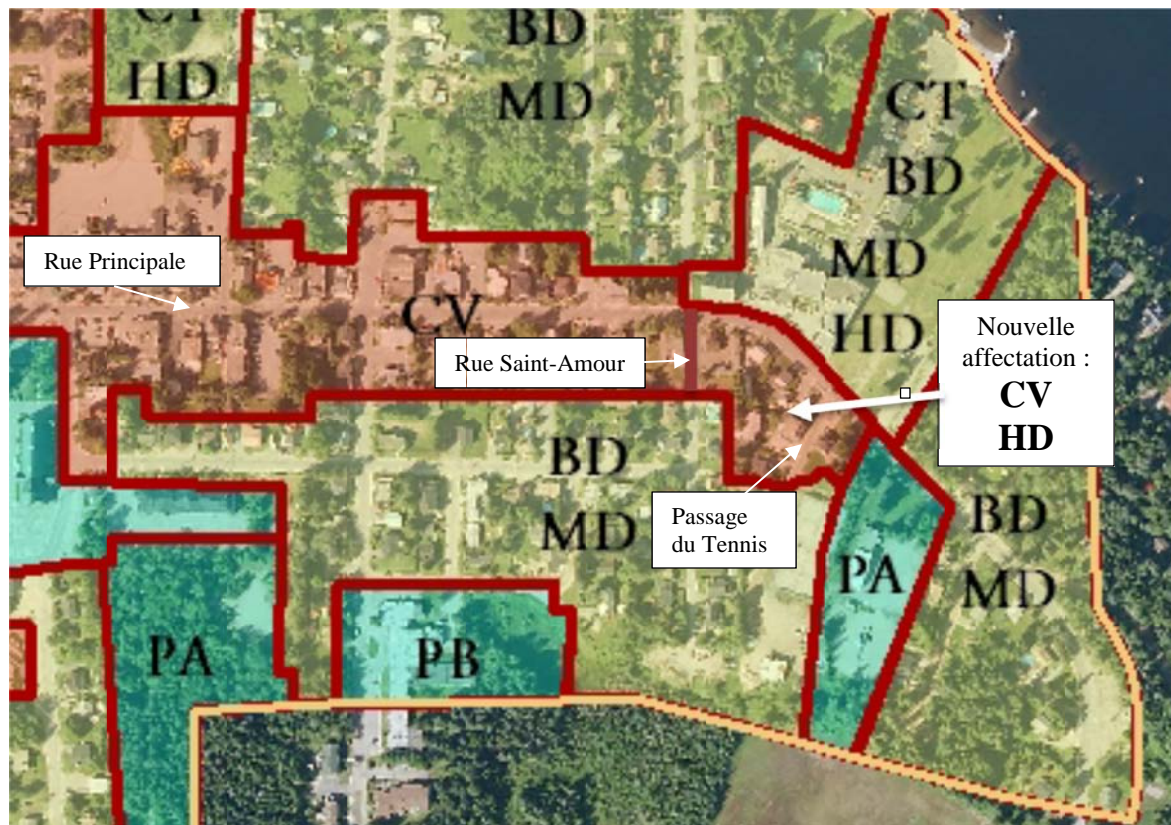 CT
HD
BD
MD
CT
BD
MD
HD
Rue Principale
CV
Rue Saint-Amour
Nouvelle
affectation :
CV
HD
BD
MD
Passage
du Tennis
PA
BD
MD
PA
PB